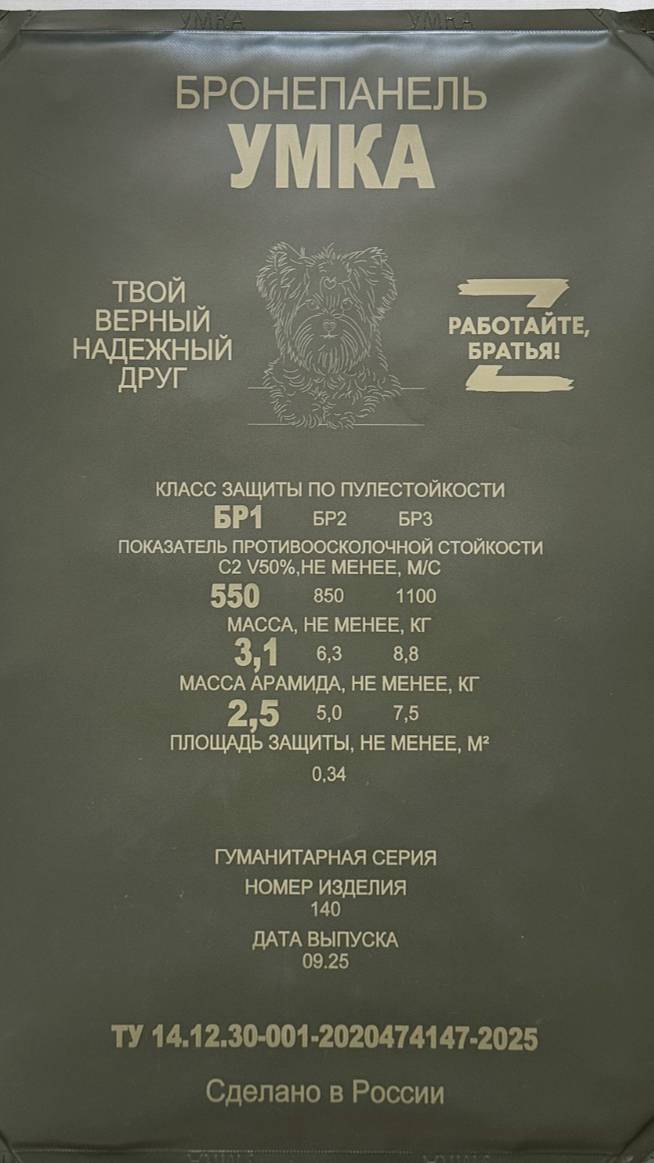 УМКА УМКА
БРОНЕПАНЕЛЬ
УМКА
ТВОЙ
ВЕРНЫЙ
НАДЕЖНЫЙ
ДРУГ
Z
РАБОТАЙТЕ,
БРАТЬЯ!
КЛАСС ЗАЩИТЫ ПО ПУЛЕСТОЙКОСТИ
БР1 БР2 БР3
ПОКАЗАТЕЛЬ ПРОТИВООСКОЛОЧНОЙ СТОЙКОСТИ
С2 V50%,НЕ МЕНЕЕ, М/С
550 850 1100
МАССА, НЕ МЕНЕЕ, КГ
3,1 6,3 8,8
МАССА АРАМИДА, НЕ МЕНЕЕ, КГ
2,5 5,0 7,5
ПЛОЩАДЬ ЗАЩИТЫ, НЕ МЕНЕЕ, М²
0,34
ГУМАНИТАРНАЯ СЕРИЯ
НОМЕР ИЗДЕЛИЯ
140
ДАТА ВЫПУСКА
09.25
ТУ 14.12.30-001-2020474147-2025
Сделано в России